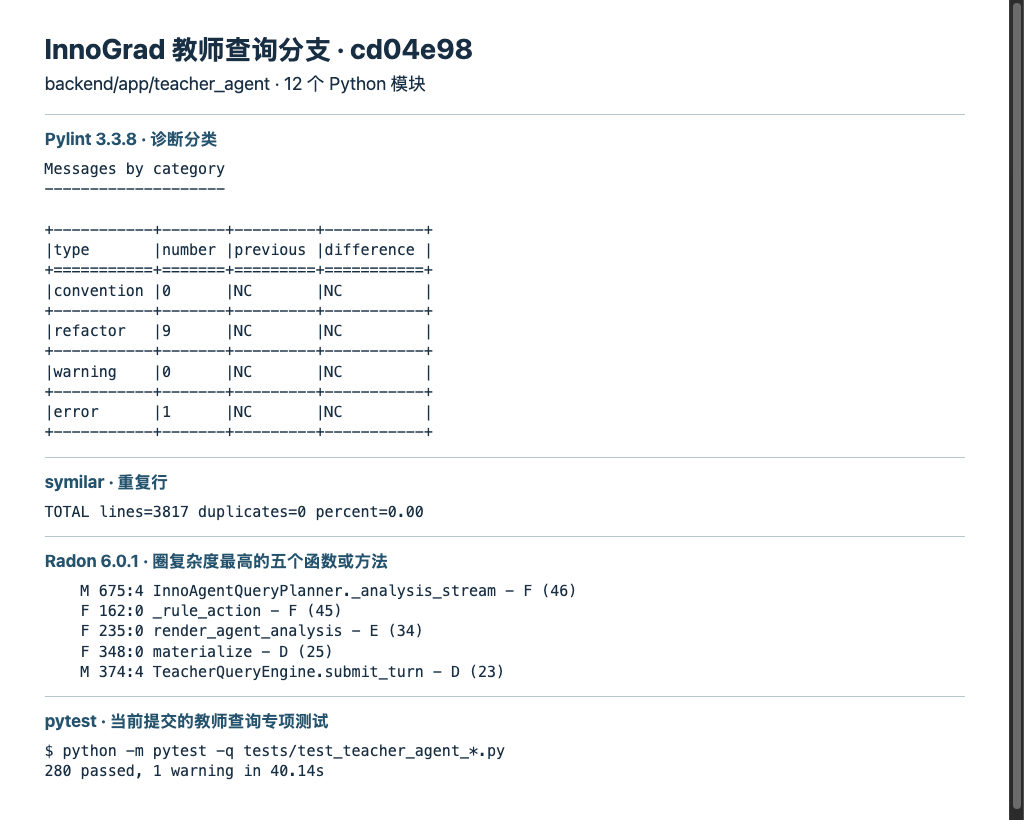 InnoGrad 教师查询分支 · cd04e98
backend/app/teacher_agent · 12 个 Python 模块
Pylint 3.3.8 · 诊断分类
Messages by category
--------------------
+-----------+-------+---------+-----------+
|type       |number |previous |difference |
+===========+=======+=========+===========+
|convention |0      |NC       |NC         |
+-----------+-------+---------+-----------+
|refactor   |9      |NC       |NC         |
+-----------+-------+---------+-----------+
|warning    |0      |NC       |NC         |
+-----------+-------+---------+-----------+
|error      |1      |NC       |NC         |
+-----------+-------+---------+-----------+
symilar · 重复行
TOTAL lines=3817 duplicates=0 percent=0.00
Radon 6.0.1 · 圈复杂度最高的五个函数或方法
M 675:4 InnoAgentQueryPlanner._analysis_stream - F (46)
F 162:0 _rule_action - F (45)
F 235:0 render_agent_analysis - E (34)
F 348:0 materialize - D (25)
M 374:4 TeacherQueryEngine.submit_turn - D (23)
pytest · 当前提交的教师查询专项测试
$ python -m pytest -q tests/test_teacher_agent_*.py
280 passed, 1 warning in 40.14s